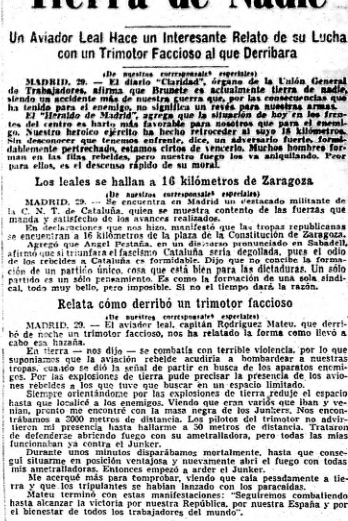 Tierra de Nadie
Un Aviador Leal Hace un Interesante Relato de su Lucha
con un Trimotor Faccioso al que Derribara
(De nuestros corresponsales especiales)
MADRID. 29. — El diario "Claridad", órgano de la Unión General
de Trabajadores, afirma que Brunete es actualmente tierra de nadie,
siendo un accidente más de nuestra guerra que, por las consecuencias que
ha tenido para el enemigo, no significa un revés para nuestras armas.
El "Heraldo de Madrid", agrega que la situación de hoy en los fren-
tes del centro es harto más favorable para nosotros que para el enemi-
go. Nuestro heroico ejército ha hecho retroceder al suyo 16 kilómetros.
Sin desconocer que tenemos enfrente, dice, un adversario fuerte, formi-
dablemente pertrechado, estamos ciertos de vencerlo. Muchos hombres for-
man en las filas rebeldes, pero nuestro fuego los va aniquilando. Peor
para ellos, es el descenso rápido de su moral.
Los leales se hallan a 16 kilómetros de Zaragoza
(De nuestros corresponsales especiales)
MADRID. 29. — Se encuentra en Madrid un destacado militante de
la C. N. T. de Cataluña, quien se muestra contento de las fuerzas que
manda y satisfecho de los avances realizados.
En declaraciones que nos hizo, manifestó que las tropas republicanas
se encuentran a 16 kilómetros de la plaza de la Constitución de Zaragoza.
Agregó que Angel Pestaña, en un discurso pronunciado en Sabadell,
afirmó que si triunfara el fascismo Cataluña sería degollada, pues el odio
de los rebeldes a Cataluña es formidable. Dijo que no concibe la forma-
ción de un partido único, cosa que está bien para las dictaduras. Un sólo
partido es un sólo pensamiento. Es como la formación de una sola sindi-
cal, todo muy bello, pero imposible. Si no el tiempo dará la razón.
Relata cómo derribó un trimotor faccioso
(De nuestros corresponsales especiales)
MADRID. 29. — El aviador leal, capitán Rodríguez Mateu, que derri-
bó de noche un trimotor faccioso, nos ha relatado la forma como llevó a
cabo esa hazaña.
En tierra — nos dijo — se combatía con terrible violencia, por lo que
suponíamos que la aviación rebelde acudiría a bombardear a nuestras
tropas, cuando se dió la señal de partir en busca de los aparatos enemi-
gos. Por las explosiones de tierra pude precisar la presencia de los avio-
nes rebeldes a los que tuve que buscar en un espacio limitado.
Siempre orientándome por las explosiones de tierra reduje el espacio
hasta que localicé a los enemigos. Viendo que eran varios que iban y ve-
nían, pronto me encontré con la masa negra de los Junkers. Nos encon-
trábamos a 3000 metros de distancia. Los pilotos del trimotor no advir-
tieron mi presencia hasta hallarme a 50 metros de distancia. Trataron
de defenderse abriendo fuego con su ametralladora, pero todas las mías
funcionaban ya contra el Junker.
Durante unos minutos disparábamos mortalmente, hasta que conse-
guí situarme en posición ventajosa y nuevamente abrí el fuego con todas
mis ametralladoras. Entonces empezó a arder el Junker.
Me acerqué más para comprobar, viendo que caía pesadamente a tie-
rra y que los tripulantes se habían lanzado con los paracaídas.
Mateu terminó con estas manifestaciones: "Seguiremos combatiendo
hasta alcanzar la victoria por nuestra República, por nuestra España y por
el bienestar de todos los trabajadores del mundo".